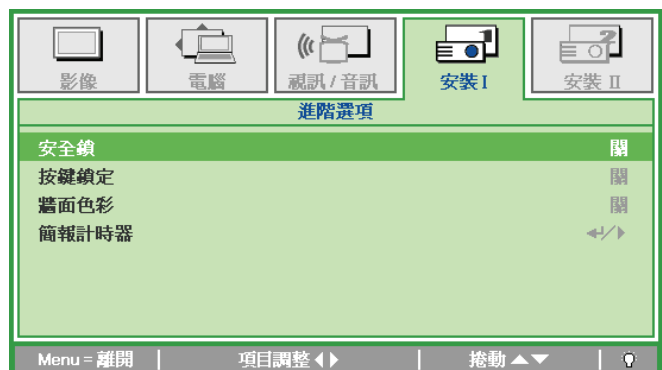 影像 電腦 視訊 / 音訊 安裝 I 安裝 II
進階選項
安全鎖 關
按鍵鎖定 關
牆面色彩 關
簡報計時器
Menu = 離開 項目調整 捲動